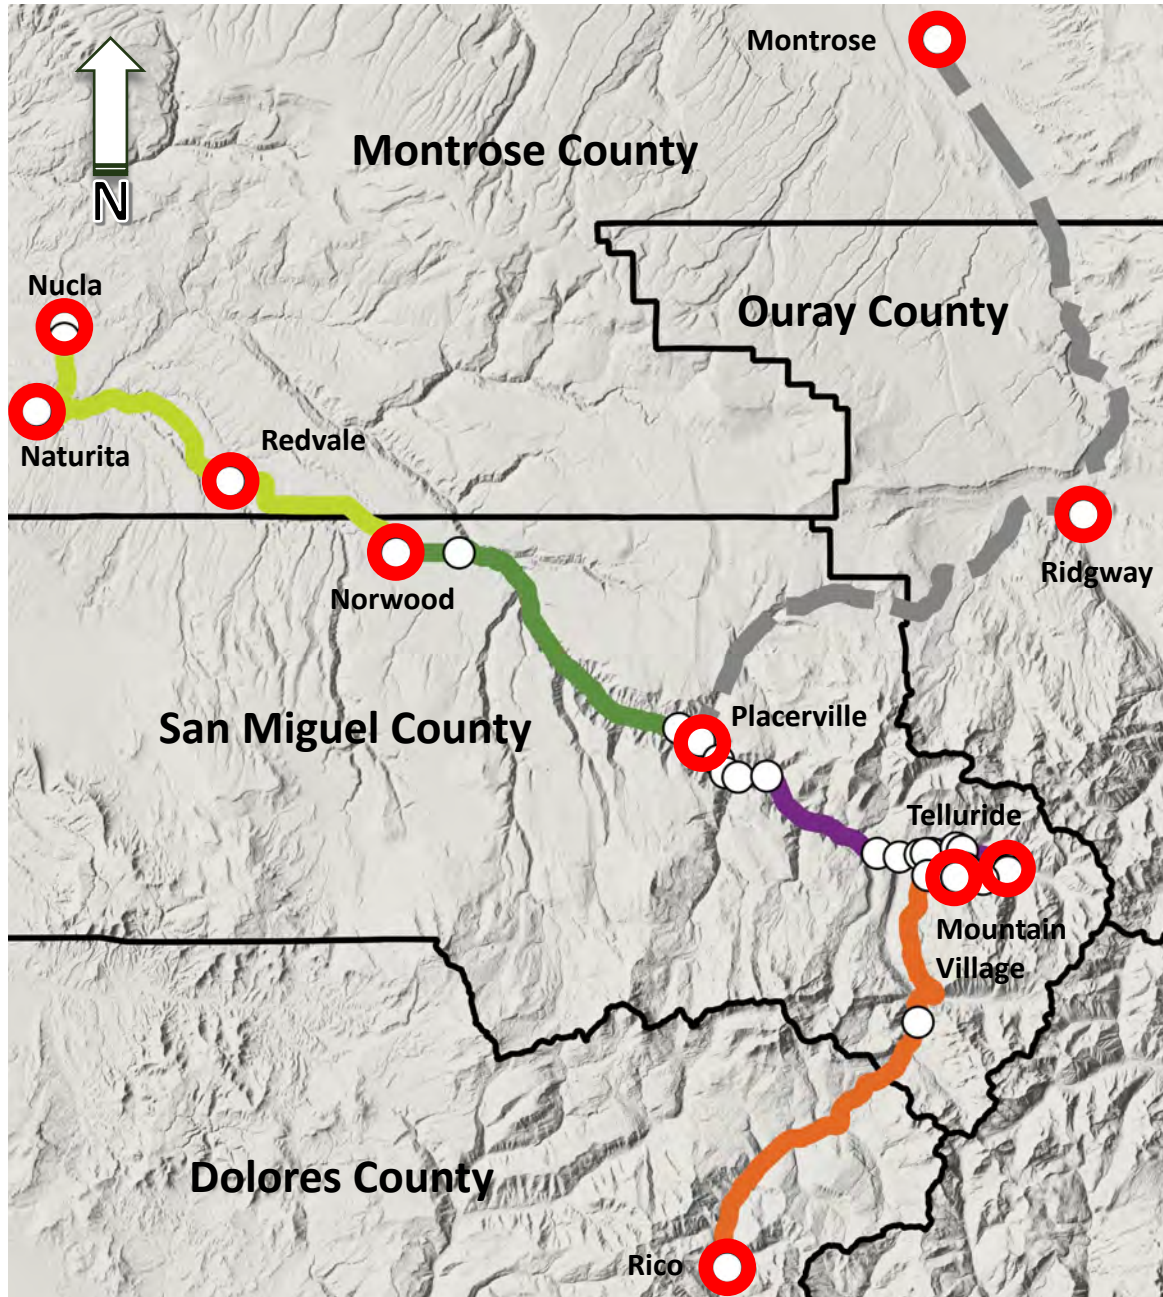 Montrose
Montrose County
N
Nucla
Ouray County
Naturita
Redvale
Norwood
Ridgway
San Miguel County
Placerville
Telluride
Mountain
Village
Dolores County
Rico